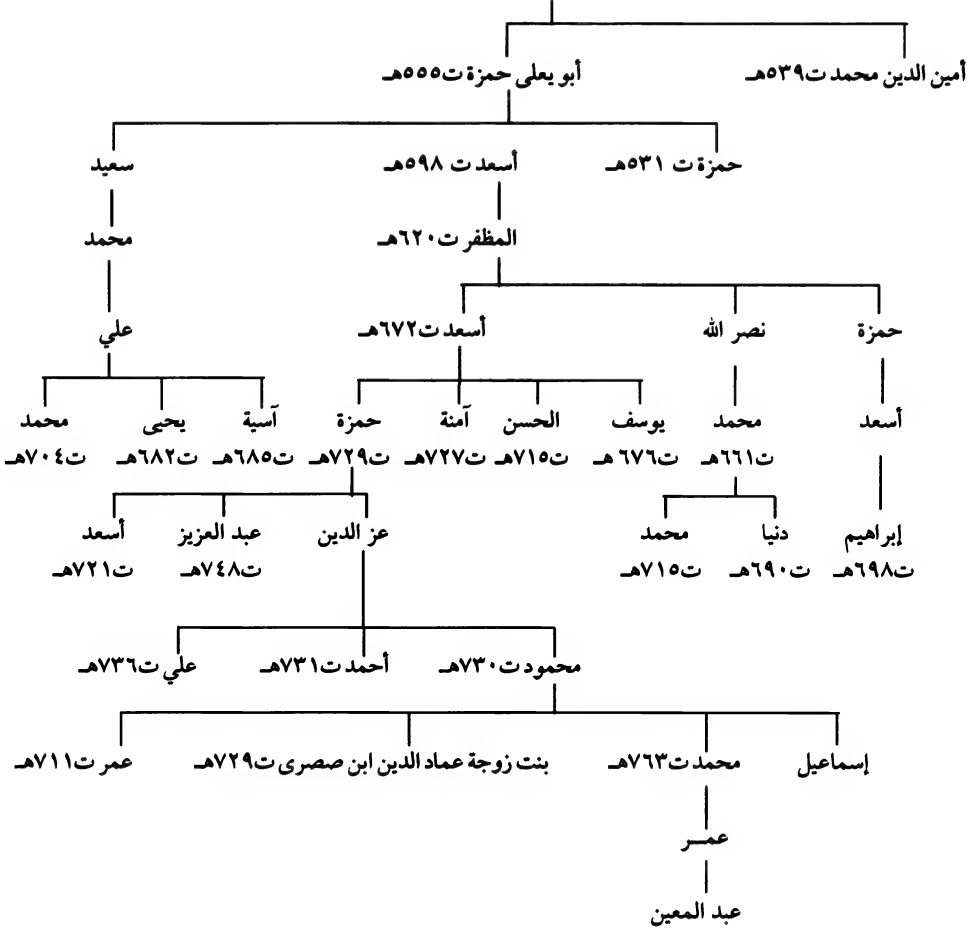 أمين الدين محمد ت٥٣٩هـ أبو يعلى حمزة ت٥٥٥هـ
حمزة ت ٥٣١هـ أسعد ت ٥٩٨هـ سعيد
المظفر ت٦٢٠هـ محمد
حمزة نصر الله أسعد ت٦٧٢هـ علي
أسعد محمد يوسف الحسن آمنة حمزة آسية يحيى محمد
ت٦٦١هـ ت٦٧٦هـ ت٧١٥هـ ت٧٢٧هـ ت٧٢٩هـ ت٦٨٥هـ ت٦٨٢هـ ت٧٠٤هـ
إبراهيم دنيا محمد عز الدين عبد العزيز أسعد
ت٦٩٨هـ ت٦٩٠هـ ت٧١٥هـ ت٧٤٨هـ ت٧٢١هـ
محمود ت٧٣٠هـ أحمد ت٧٣١هـ علي ت٧٣٦هـ
إسماعيل محمد ت٧٦٣هـ بنت زوجة عماد الدين ابن صصرى ت٧٢٩هـ عمر ت٧١١هـ
عمـر
عبد المعين